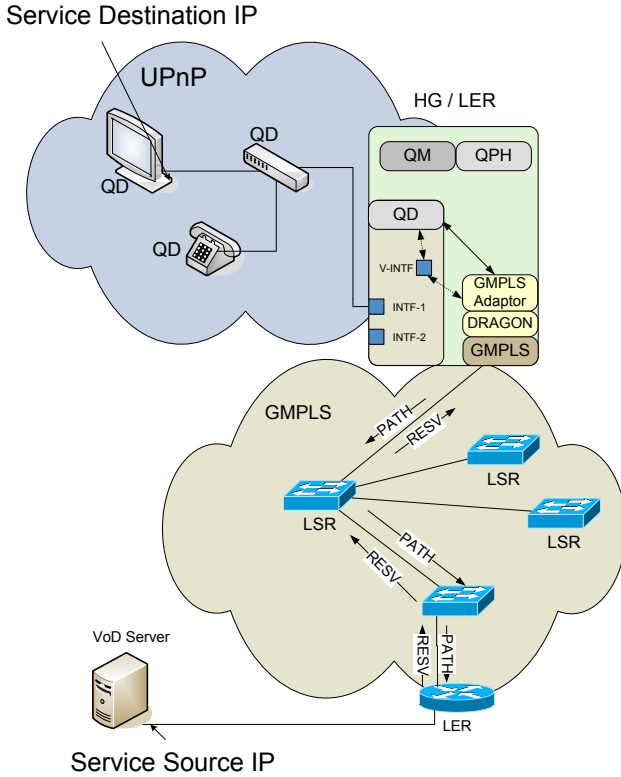 Service Destination IP
UPnP
HG / LER
QD
QM
QPH
QD
QD
QD
V-INTF
GMPLS
Adaptor
INTF-1
DRAGON
INTF-2
GMPLS
GMPLS
PATH
RESV
LSR
LSR
LSR
PATH
RESV
VoD Server
RESV
PATH
LER
Service Source IP